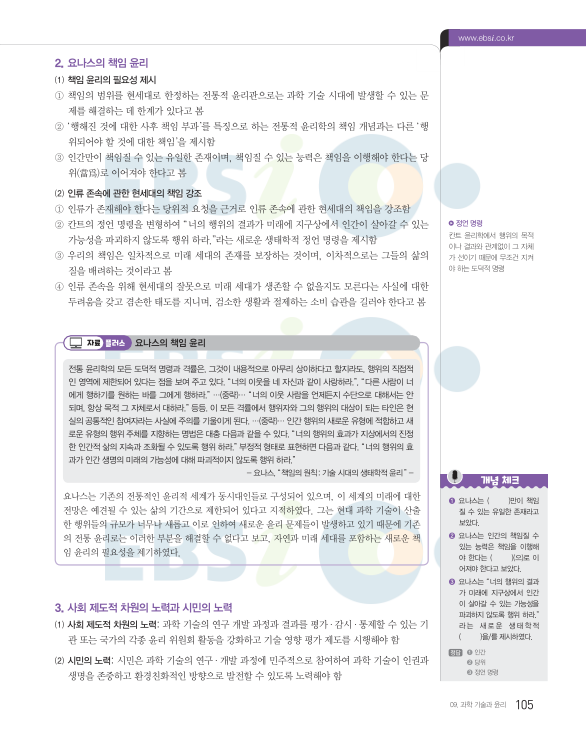 www.ebsi.co.kr
2. 요나스의 책임 윤리
(1) 책임 윤리의 필요성 제시
① 책임의 범위를 현세대로 한정하는 전통적 윤리관으로는 과학 기술 시대에 발생할 수 있는 문
제를 해결하는 데 한계가 있다고 봄
② ‘행해진 것에 대한 사후 책임 부과’를 특징으로 하는 전통적 윤리학의 책임 개념과는 다른 ‘행
위되어야 할 것에 대한 책임’을 제시함
③ 인간만이 책임질 수 있는 유일한 존재이며, 책임질 수 있는 능력은 책임을 이행해야 한다는 당
위(當爲)로 이어져야 한다고 봄
(2) 인류 존속에 관한 현세대의 책임 강조
① 인류가 존재해야 한다는 당위적 요청을 근거로 인류 존속에 관한 현세대의 책임을 강조함
② 칸트의 정언 명령을 변형하여 “너의 행위의 결과가 미래에 지구상에서 인간이 살아갈 수 있는
가능성을 파괴하지 않도록 행위 하라.”라는 새로운 생태학적 정언 명령을 제시함
③ 우리의 책임은 일차적으로 미래 세대의 존재를 보장하는 것이며, 이차적으로는 그들의 삶의
질을 배려하는 것이라고 봄
④ 인류 존속을 위해 현세대의 잘못으로 미래 세대가 생존할 수 없을지도 모른다는 사실에 대한
두려움을 갖고 겸손한 태도를 지니며, 검소한 생활과 절제하는 소비 습관을 길러야 한다고 봄
정언 명령
칸트 윤리학에서 행위의 목적
이나 결과와 관계없이 그 자체
가 선이기 때문에 무조건 지켜
야 하는 도덕적 명령
자료 플러스 요나스의 책임 윤리
전통 윤리학의 모든 도덕적 명령과 격률은, 그것이 내용적으로 아무리 상이하다고 할지라도, 행위의 직접적
인 영역에 제한되어 있다는 점을 보여 주고 있다. “너의 이웃을 네 자신과 같이 사랑하라.”, “다른 사람이 너
에게 행하기를 원하는 바를 그에게 행하라.” …(중략)… “너의 이웃 사람을 언제든지 수단으로 대해서는 안
되며, 항상 목적 그 자체로서 대하라.” 등등. 이 모든 격률에서 행위자와 그의 행위의 대상이 되는 타인은 현
실의 공통적인 참여자라는 사실에 주의를 기울이게 된다. …(중략)… 인간 행위의 새로운 유형에 적합하고 새
로운 유형의 행위 주체를 지향하는 명법은 대충 다음과 같을 수 있다. “너의 행위의 효과가 지상에서의 진정
한 인간적 삶의 지속과 조화될 수 있도록 행위 하라.” 부정적 형태로 표현하면 다음과 같다. “너의 행위의 효
과가 인간 생명의 미래의 가능성에 대해 파괴적이지 않도록 행위 하라.”
– 요나스, “책임의 원칙: 기술 시대의 생태학적 윤리” –
요나스는 기존의 전통적인 윤리적 세계가 동시대인들로 구성되어 있으며, 이 세계의 미래에 대한
전망은 예견될 수 있는 삶의 기간으로 제한되어 있다고 지적하였다. 그는 현대 과학 기술이 산출
한 행위들의 규모가 너무나 새롭고 이로 인하여 새로운 윤리 문제들이 발생하고 있기 때문에 기존
의 전통 윤리로는 이러한 부분을 해결할 수 없다고 보고, 자연과 미래 세대를 포함하는 새로운 책
임 윤리의 필요성을 제기하였다.
개념 체크
❶ 요나스는 ( )만이 책임
질 수 있는 유일한 존재라고
보았다.
❷ 요나스는 인간의 책임질 수
있는 능력은 책임을 이행해
야 한다는 ( )(으)로 이
어져야 한다고 보았다.
❸ 요나스는 “너의 행위의 결과
가 미래에 지구상에서 인간
이 살아갈 수 있는 가능성을
파괴하지 않도록 행위 하라.”
라는 새로운 생태학적
( )을/를 제시하였다.
정답 ❶ 인간
❷ 당위
❸ 정언 명령
3. 사회 제도적 차원의 노력과 시민의 노력
(1) 사회 제도적 차원의 노력: 과학 기술의 연구 개발 과정과 결과를 평가·감시·통제할 수 있는 기
관 또는 국가의 각종 윤리 위원회 활동을 강화하고 기술 영향 평가 제도를 시행해야 함
(2) 시민의 노력: 시민은 과학 기술의 연구·개발 과정에 민주적으로 참여하여 과학 기술이 인권과
생명을 존중하고 환경친화적인 방향으로 발전할 수 있도록 노력해야 함
09. 과학 기술과 윤리 105
EBSi
EBSi
EBSi